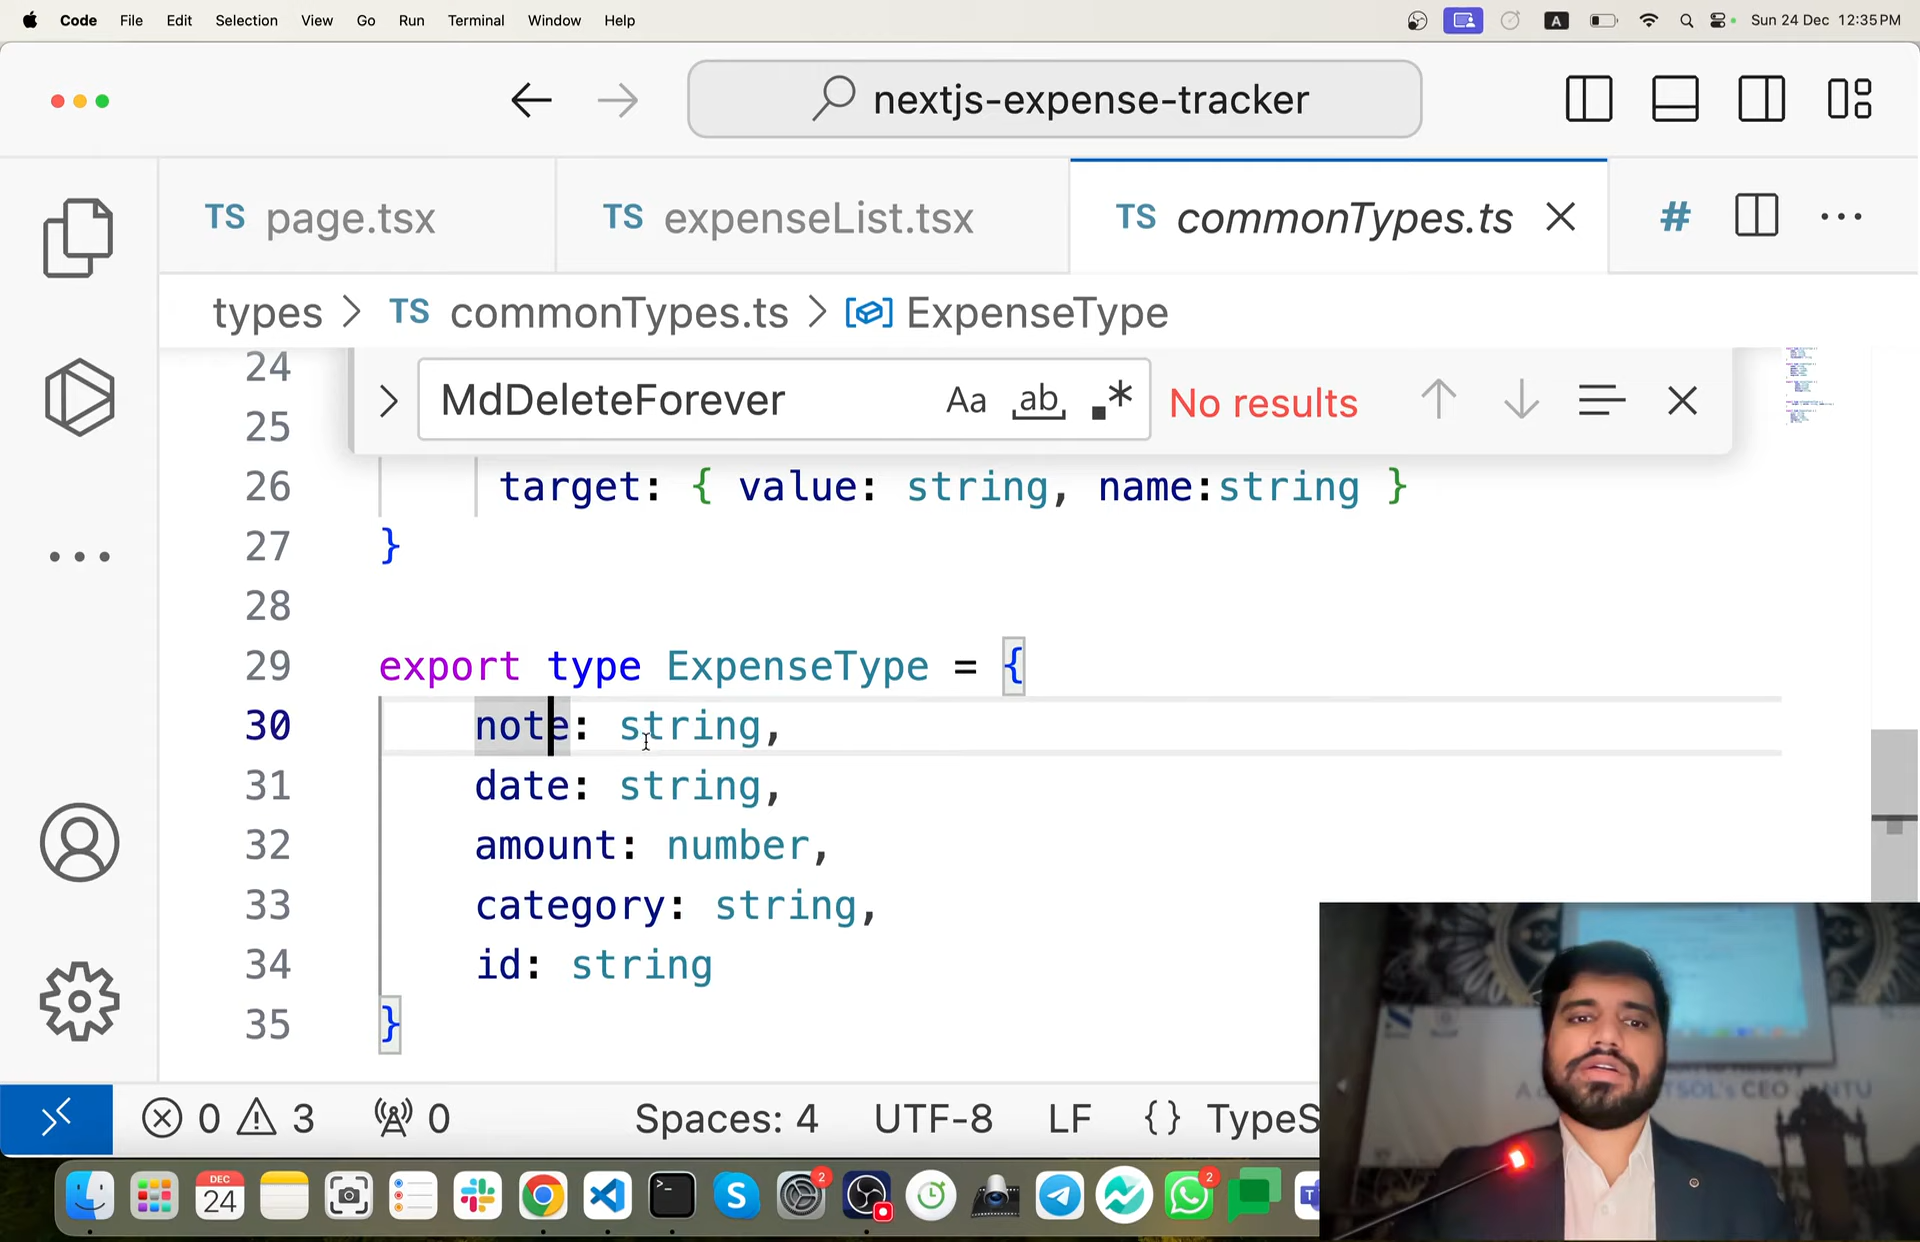 Code File Edit Selection View Go Run Terminal Window Help A Sun 24 Dec 12:35 PM
nextjs-expense-tracker
TS page.tsx TS expenseList.tsx TS commonTypes.ts #
types > TS commonTypes.ts > ExpenseType
MdDeleteForever Aa ab .* No results
24
25
26 target: { value: string, name:string }
27 }
28
29 export type ExpenseType = {
30 note: string,
31 date: string,
32 amount: number,
33 category: string,
34 id: string
35 }
0 3 0 Spaces: 4 UTF-8 LF {} TypeS
DEC
24
S
2
2
T